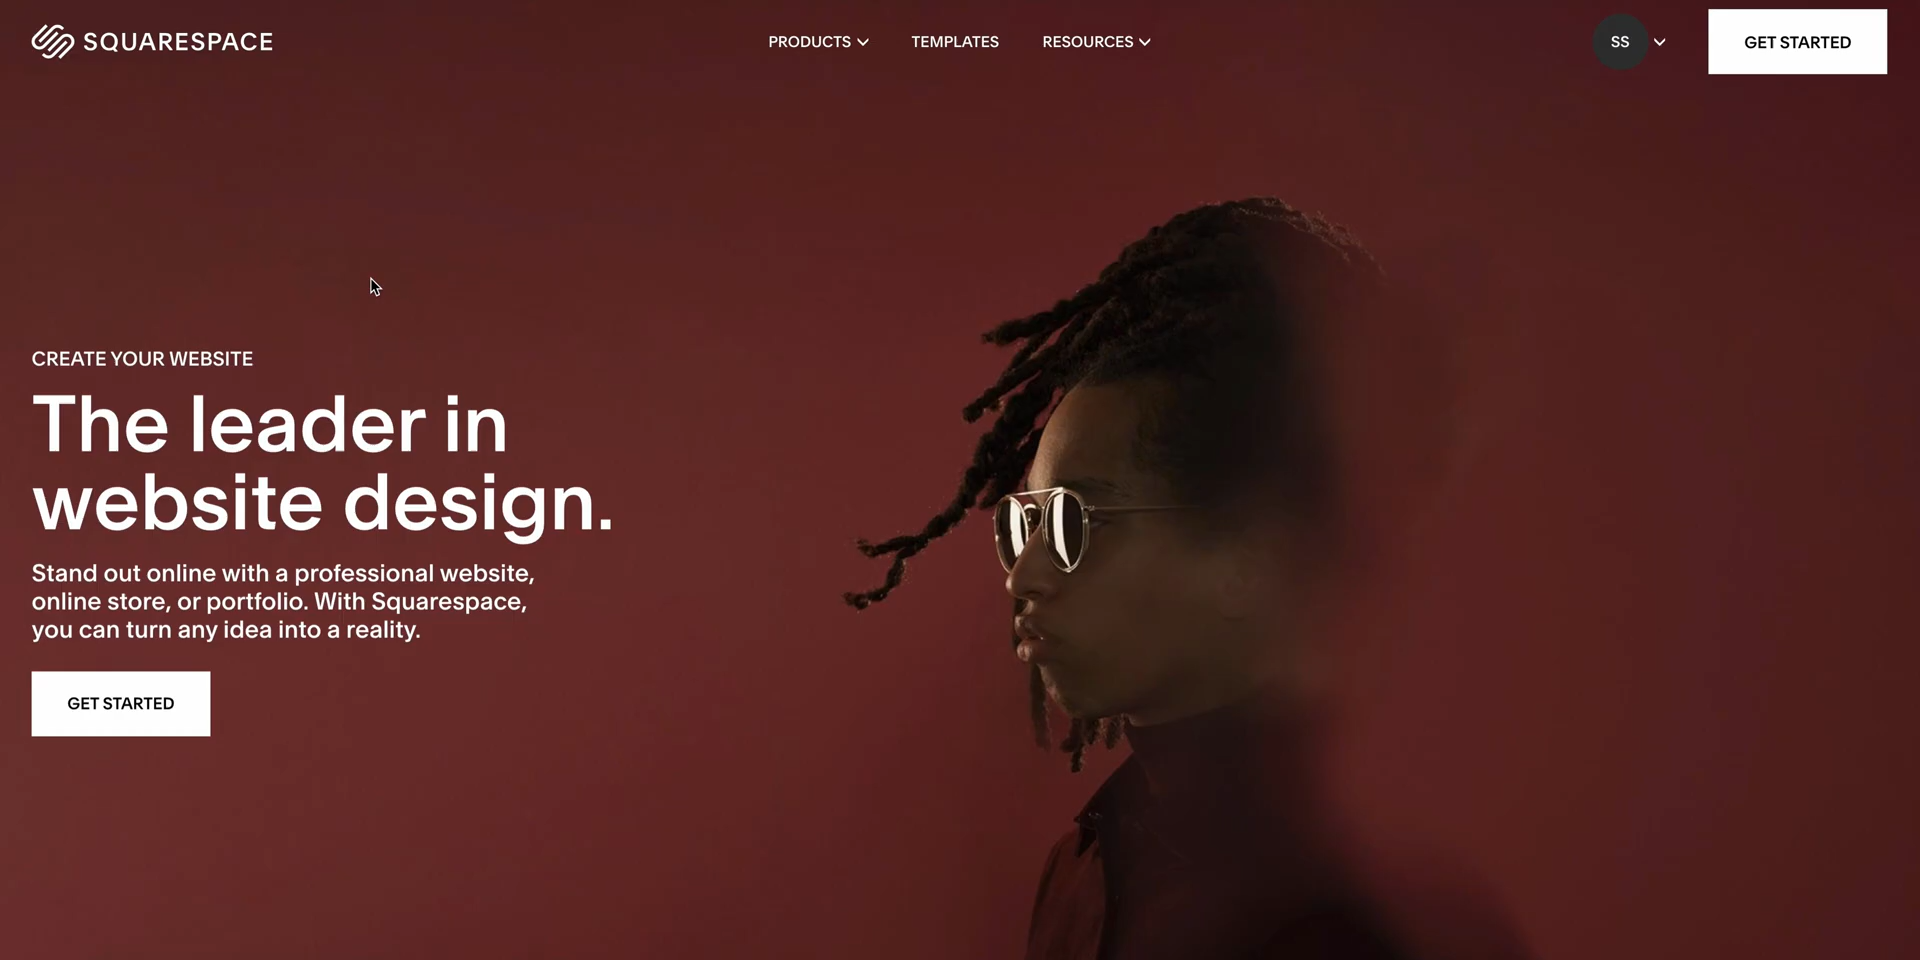 SQUARESPACE
PRODUCTS
TEMPLATES
RESOURCES
SS
GET STARTED
CREATE YOUR WEBSITE
The leader in
website design.
Stand out online with a professional website,
online store, or portfolio. With Squarespace,
you can turn any idea into a reality.
GET STARTED